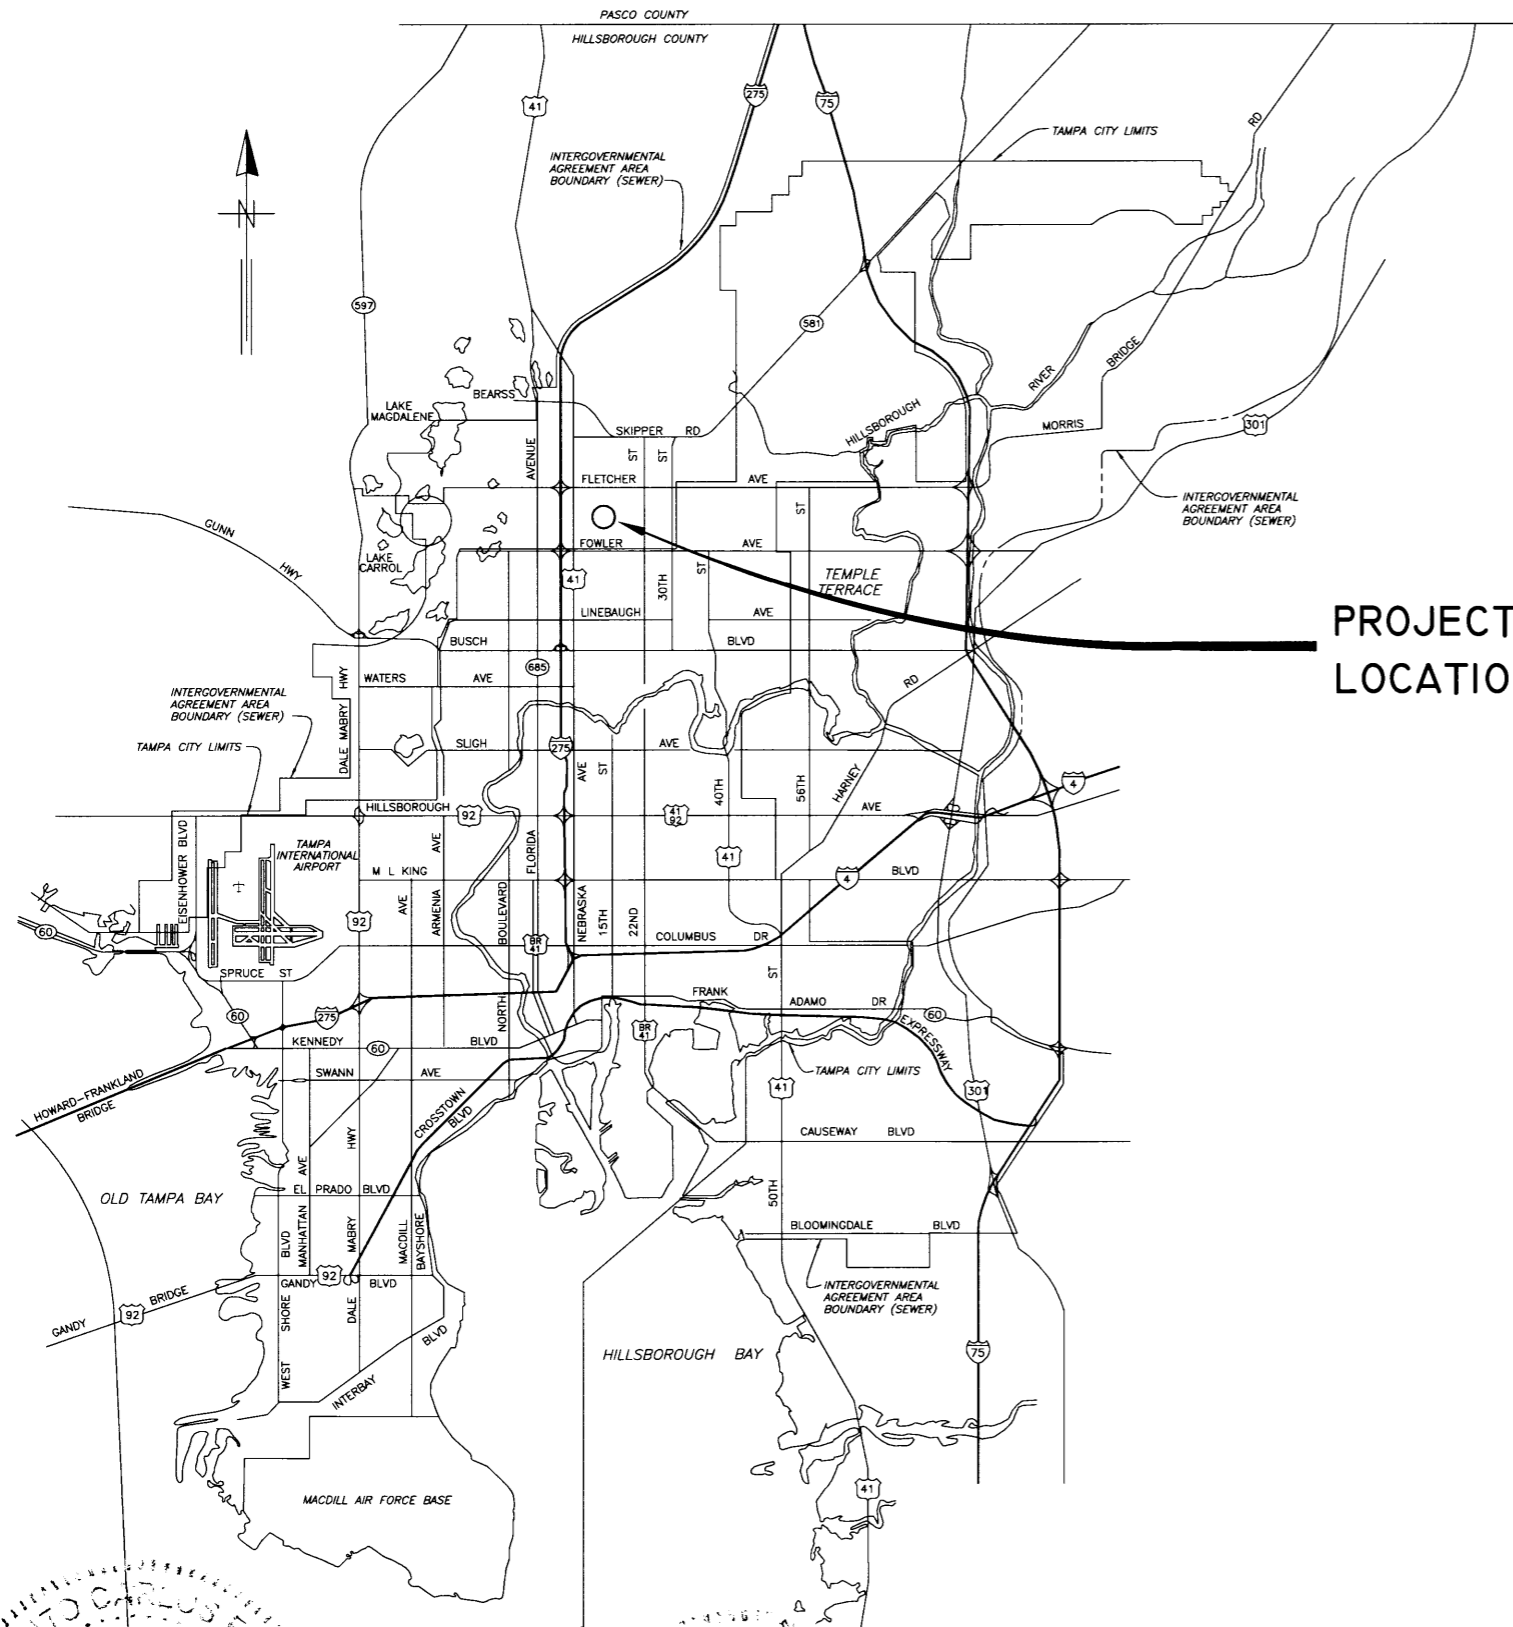 PASCO COUNTY
HILLSBOROUGH COUNTY
41
275
75
TAMPA CITY LIMITS
RD
INTERGOVERNMENTAL
AGREEMENT AREA
BOUNDARY (SEWER)
N
597
581
BRIDGE
RIVER
BEARSS
LAKE
MAGDALENE
HILLSBOROUGH
MORRIS
301
SKIPPER RD
AVENUE
ST
ST
FLETCHER AVE
INTERGOVERNMENTAL
AGREEMENT AREA
BOUNDARY (SEWER)
ST
GUNN
HWY
FOWLER AVE
LAKE
CARROL
41
30TH
ST
TEMPLE
TERRACE
LINEBAUGH AVE
PROJECT
LOCATIO
BUSCH BLVD
685
WATERS AVE
HWY
RD
INTERGOVERNMENTAL
AGREEMENT AREA
BOUNDARY (SEWER)
DALE MABRY
TAMPA CITY LIMITS
SLIGH AVE
275
AVE
ST
40TH
56TH
HARNEY
4
HILLSBOROUGH
92
41
92
AVE
EISENHOWER BLVD
TAMPA
INTERNATIONAL
AIRPORT
AVE
FLORIDA
41
M L KING BLVD
4
AVE
ARMENIA
BOULEVARD
NEBRASKA
15TH
22ND
92
60
BR
41
COLUMBUS DR
SPRUCE ST
ST
NORTH
FRANK
ADAMO DR
60
60
275
BR
41
EXPRESSWAY
KENNEDY
60
BLVD
HOWARD-FRANKLAND
BRIDGE
SWANN AVE
TAMPA CITY LIMITS
41
301
CROSSTOWN
BLVD
CAUSEWAY BLVD
HWY
AVE
OLD TAMPA BAY
EL PRADO BLVD
50TH
BLVD
MANHATTAN
MABRY
MACDILL
BAYSHORE
BLOOMINGDALE BLVD
GANDY
92
BLVD
INTERGOVERNMENTAL
AGREEMENT AREA
BOUNDARY (SEWER)
GANDY
92
BRIDGE
SHORE
DALE
BLVD
HILLSBOROUGH BAY
75
WEST
INTERBAY
41
MACDILL AIR FORCE BASE
CARLOS